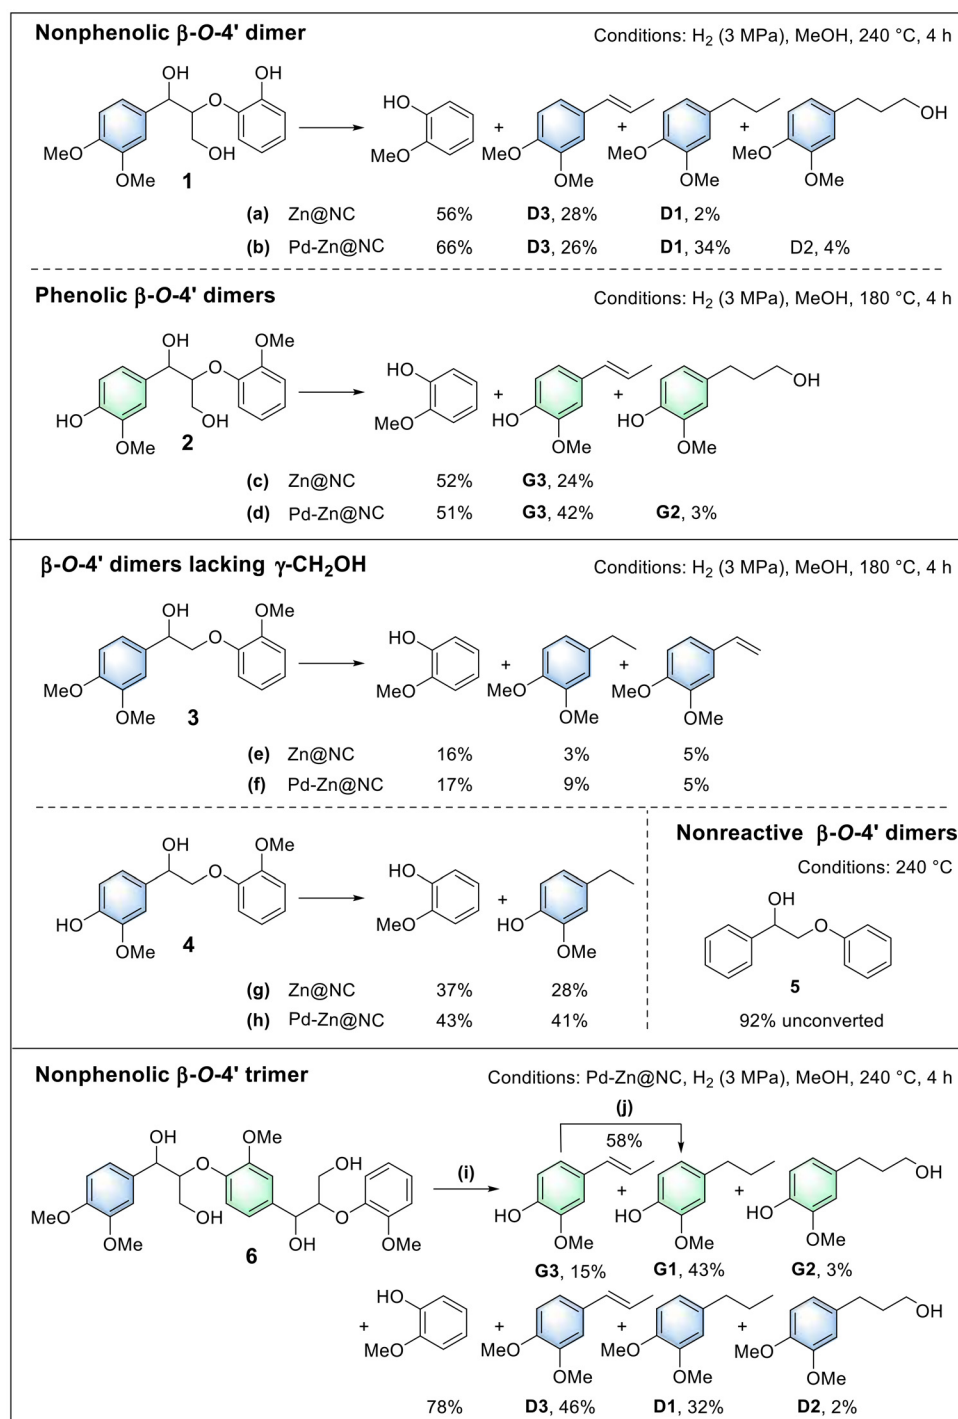 Nonphenolic β-O-4' dimer
Conditions: H2 (3 MPa), MeOH, 240 °C, 4 h
OH OH
O
MeO OH
OMe
1
HO
MeO
+
MeO
OMe
+
MeO
OMe
+
OH
MeO
OMe
(a) Zn@NC 56% D3, 28% D1, 2%
(b) Pd-Zn@NC 66% D3, 26% D1, 34% D2, 4%
Phenolic β-O-4' dimers
Conditions: H2 (3 MPa), MeOH, 180 °C, 4 h
OH OMe
O
HO OH
OMe
2
HO
MeO
+
HO
OMe
+
OH
HO
OMe
(c) Zn@NC 52% G3, 24%
(d) Pd-Zn@NC 51% G3, 42% G2, 3%
β-O-4' dimers lacking γ-CH2OH
Conditions: H2 (3 MPa), MeOH, 180 °C, 4 h
OH OMe
O
MeO
OMe
3
HO
MeO
+
MeO
OMe
+
MeO
OMe
(e) Zn@NC 16% 3% 5%
(f) Pd-Zn@NC 17% 9% 5%
OH OMe
O
HO
OMe
4
HO
MeO
+
HO
OMe
(g) Zn@NC 37% 28%
(h) Pd-Zn@NC 43% 41%
Nonreactive β-O-4' dimers
Conditions: 240 °C
OH
O
5
92% unconverted
Nonphenolic β-O-4' trimer
Conditions: Pd-Zn@NC, H2 (3 MPa), MeOH, 240 °C, 4 h
OH OMe
O
HO
MeO OH
O
OMe
OH OMe
6
(i)
(j)
58%
HO
OMe
+
HO
OMe
+
OH
HO
OMe
G3, 15% G1, 43% G2, 3%
+
HO
MeO
+
MeO
OMe
+
MeO
OMe
+
OH
MeO
OMe
78% D3, 46% D1, 32% D2, 2%